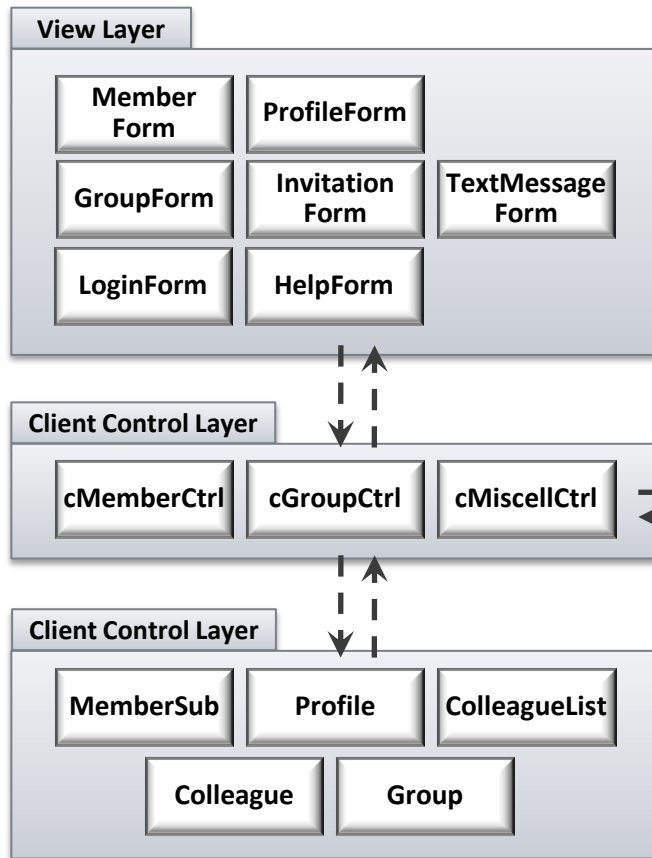 View Layer
Member
Form
ProfileForm
GroupForm
Invitation
Form
TextMessage
Form
LoginForm
HelpForm
Client Control Layer
cMemberCtrl
cGroupCtrl
cMiscellCtrl
Client Control Layer
MemberSub
Profile
ColleagueList
Colleague
Group